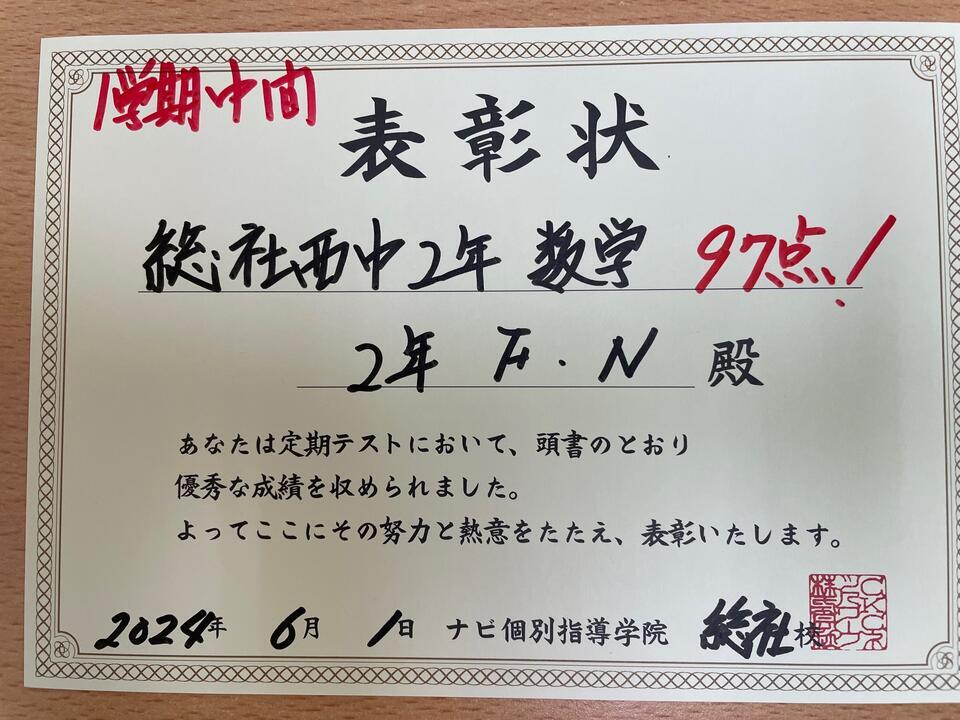 1学期中間
表彰状
総社西中2年 数学 97点!
2年 F.N 殿
あなたは定期テストにおいて、頭書のとおり
優秀な成績を収められました。
よってここにその努力と熱意をたたえ、表彰いたします。
2024年 6月 1日 ナビ個別指導学院 総社校